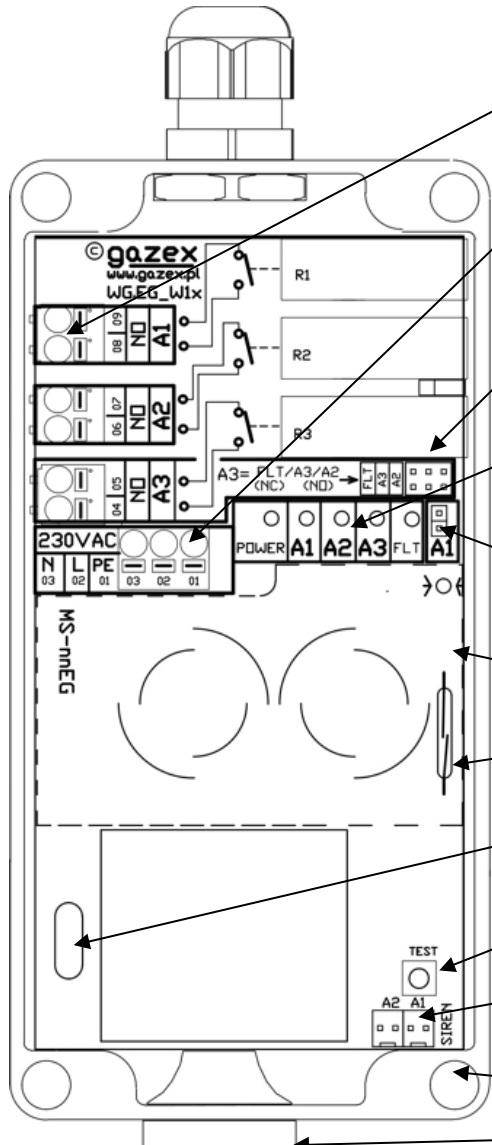 © gazex
www.gazex.pl
WG.EG_W1x
R1
09
08
NO
A1
R2
07
06
NO
A2
R3
05
04
NO
A3
A3= FLT/A3/A2
(NC) (NO)
FLT
A3
A2
230VAC
N L PE
03 02 01
03 02 01
POWER A1 A2 A3 FLT A1
MS-nnEG
TEST
A2 A1
SIREN